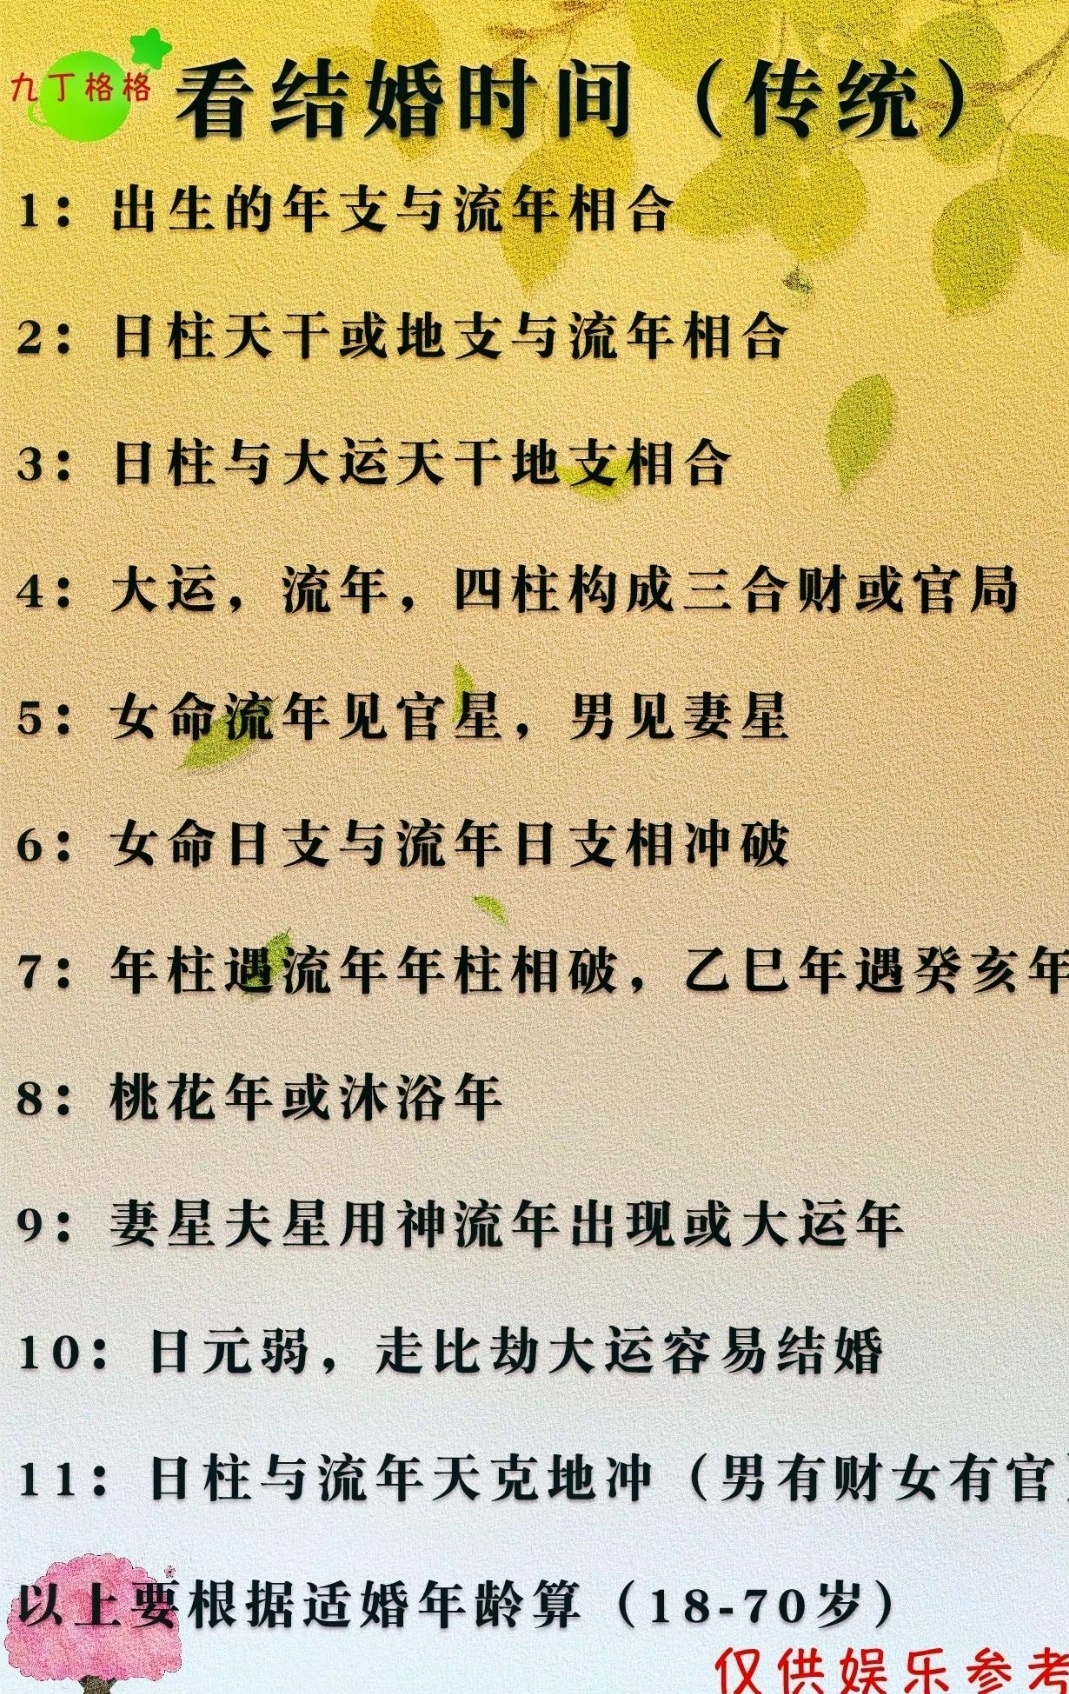 九丁格格
看结婚时间（传统）
1：出生的年支与流年相合
2：日柱天干或地支与流年相合
3：日柱与大运天干地支相合
4：大运，流年，四柱构成三合财或官局
5：女命流年见官星，男见妻星
6：女命日支与流年日支相冲破
7：年柱遇流年年柱相破，乙巳年遇癸亥年
8：桃花年或沐浴年
9：妻星夫星用神流年出现或大运年
10：日元弱，走比劫大运容易结婚
11：日柱与流年天克地冲（男有财女有官）
以上要根据适婚年龄算（18-70岁）
仅供娱乐参考